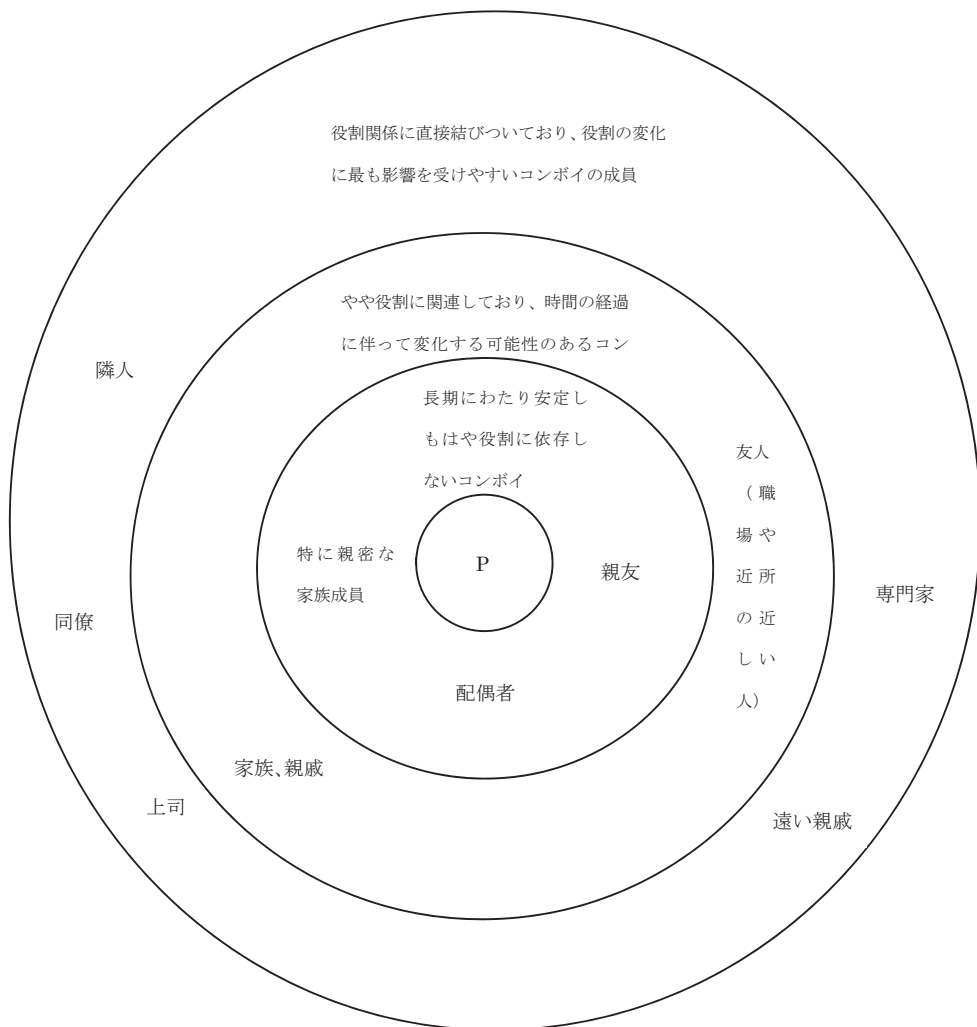 役割関係に直接結びついており、役割の変化
に最も影響を受けやすいコンボイの成員
やや役割に関連しており、時間の経過
に伴って変化する可能性のあるコン
隣人
長期にわたり安定し
もはや役割に依存し
ないコンボイ
友人
（職
場や
近所
の近
しい
人）
特に親密な
家族成員
P
親友
専門家
同僚
配偶者
家族、親戚
上司
遠い親戚